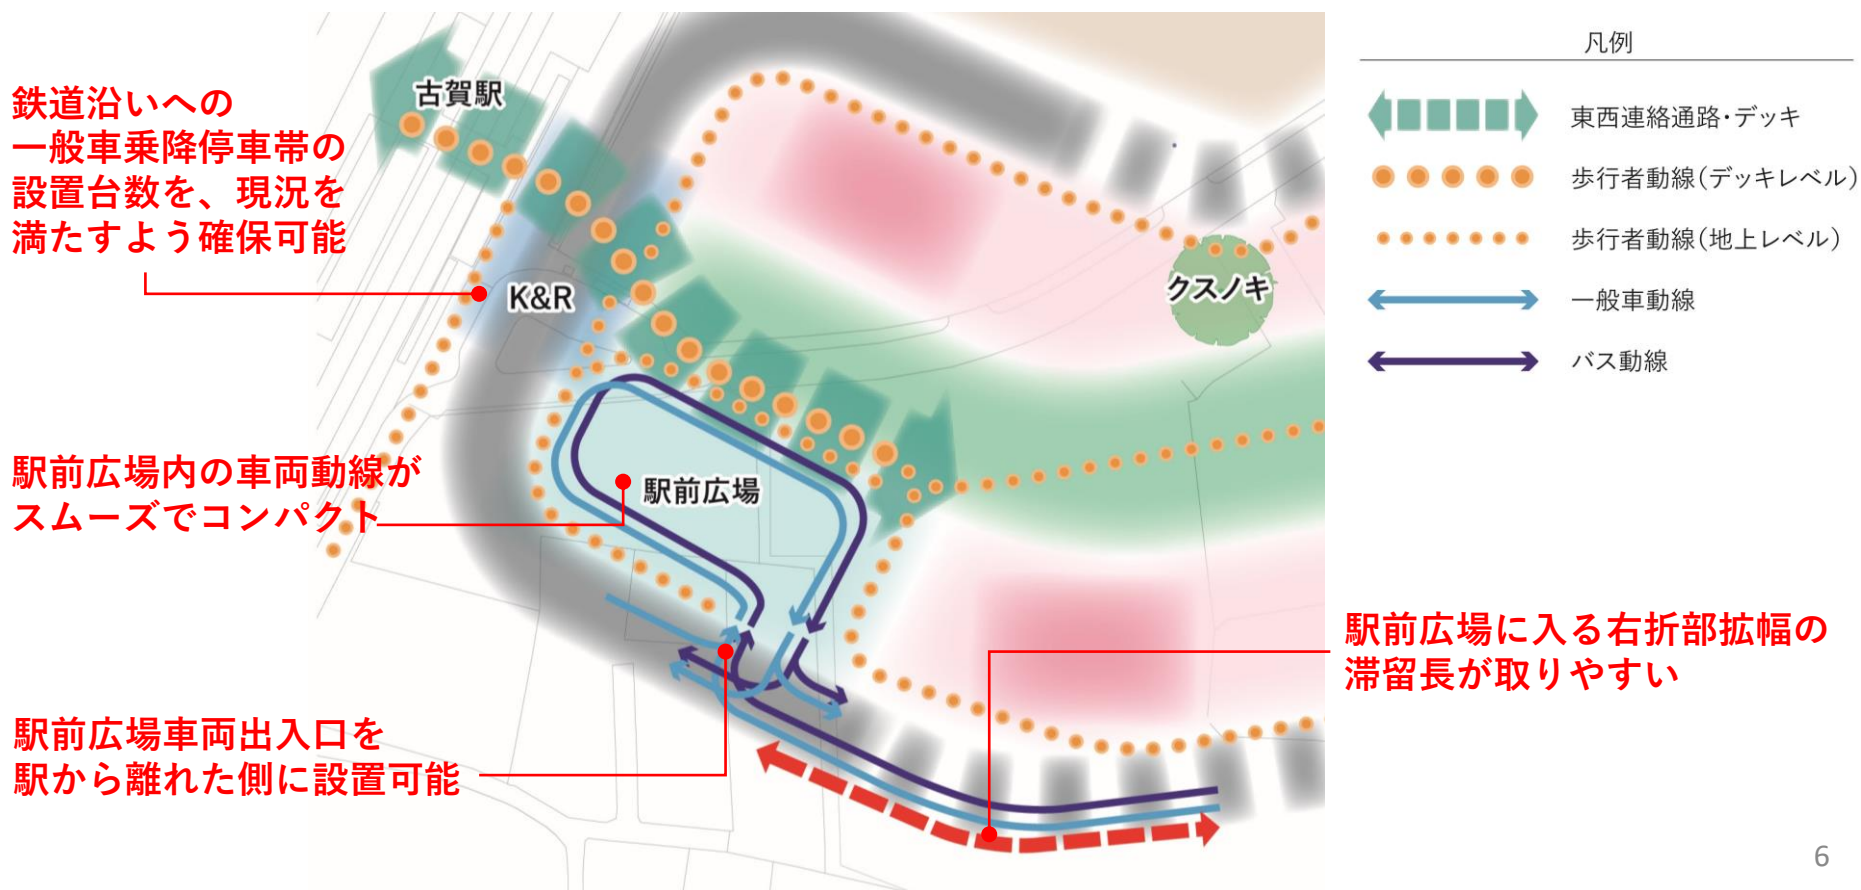 鉄道沿いへの
一般車乗降停車帯の
設置台数を、現況を
満たすよう確保可能
古賀駅
K&R
クスノキ
駅前広場内の車両動線が
スムーズでコンパクト
駅前広場
駅前広場車両出入口を
駅から離れた側に設置可能
凡例
東西連絡通路・デッキ
歩行者動線(デッキレベル)
歩行者動線(地上レベル)
一般車動線
バス動線
駅前広場に入る右折部拡幅の
滞留長が取りやすい
6